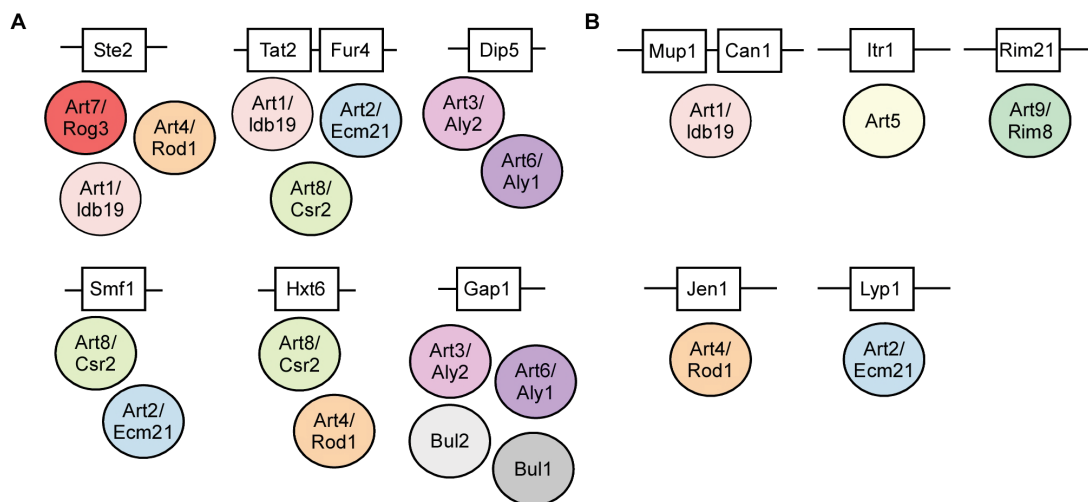 A
B
Ste2
Tat2
Fur4
Dip5
Mup1
Can1
Itr1
Rim21
Art7/
Rog3
Art4/
Rod1
Art1/
Idb19
Art1/
Idb19
Art2/
Ecm21
Art8/
Csr2
Art3/
Aly2
Art6/
Aly1
Art1/
Idb19
Art5
Art9/
Rim8
Smf1
Hxt6
Gap1
Jen1
Lyp1
Art8/
Csr2
Art2/
Ecm21
Art8/
Csr2
Art4/
Rod1
Art3/
Aly2
Art6/
Aly1
Bul2
Bul1
Art4/
Rod1
Art2/
Ecm21